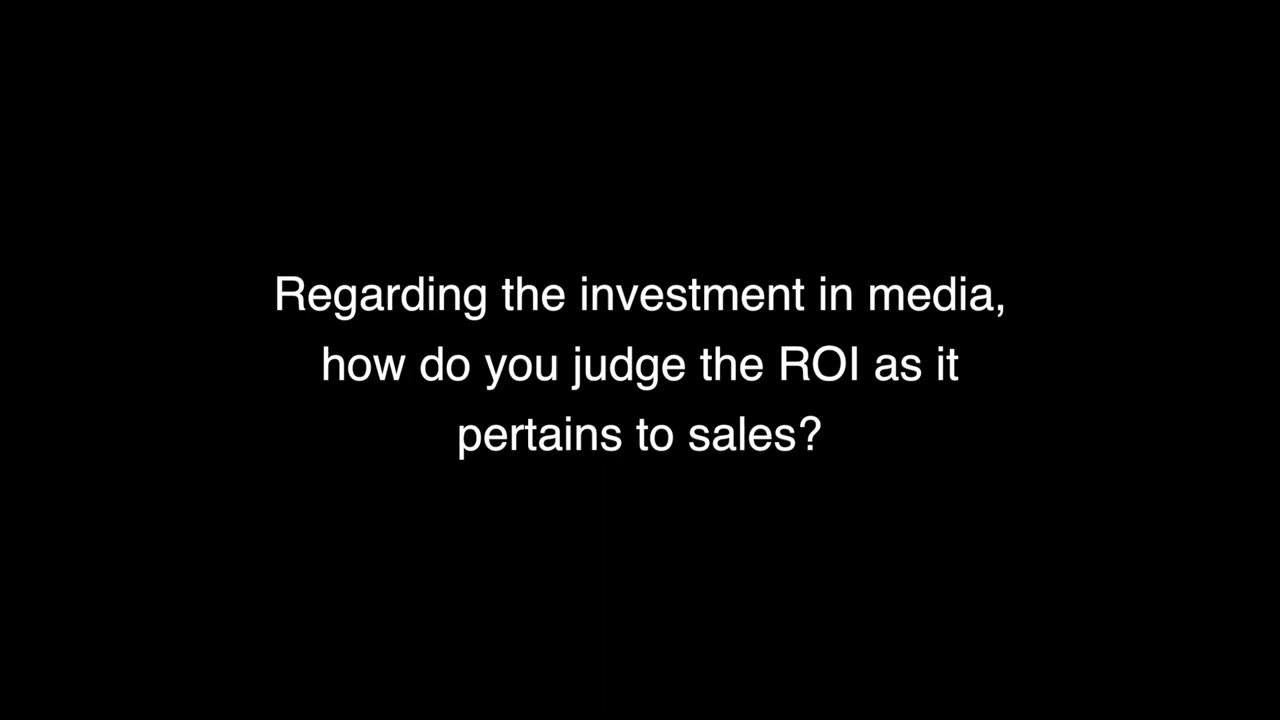 Regarding the investment in media,
how do you judge the ROI as it
pertains to sales?